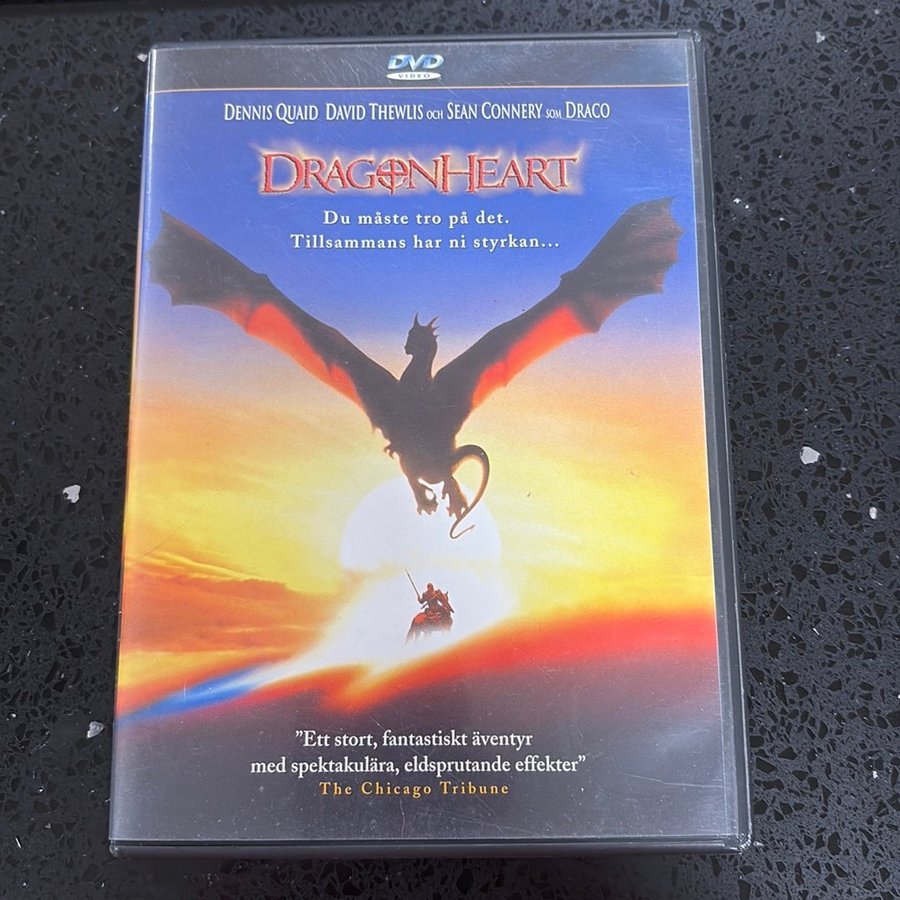 DVD
VIDEO
DENNIS QUAID DAVID THEWLIS OCH SEAN CONNERY SOM DRACO
DRAGONHEART
Du måste tro på det.
Tillsammans har ni styrkan...
”Ett stort, fantastiskt äventyr
med spektakulära, eldsprutande effekter”
The Chicago Tribune